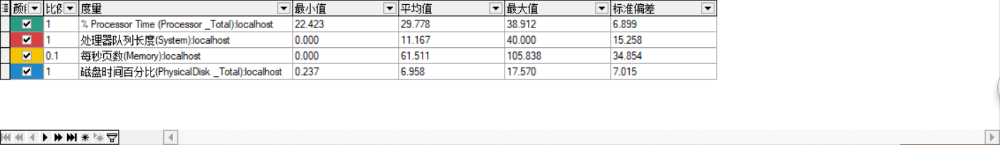 颜 比例 度量 最小值 平均值 最大值 标准偏差
1 % Processor Time (Processor _Total):localhost 22.423 29.778 38.912 6.899
1 处理器队列长度(System):localhost 0.000 11.167 40.000 15.258
0.1 每秒页数(Memory):localhost 0.000 61.511 105.838 34.854
1 磁盘时间百分比(PhysicalDisk _Total):localhost 0.237 6.958 17.570 7.015